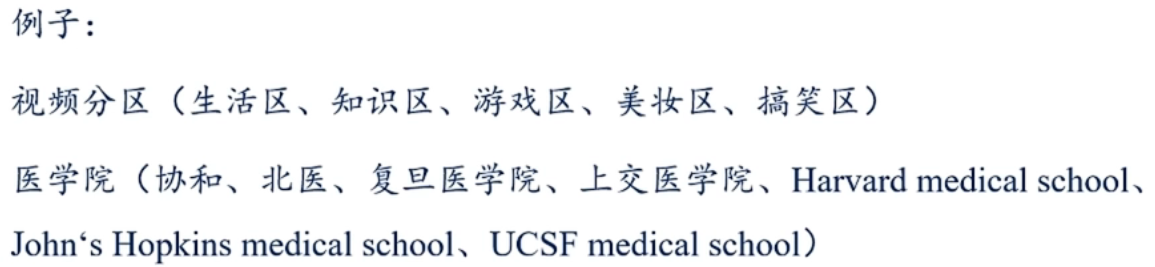 例子：
视频分区（生活区、知识区、游戏区、美妆区、搞笑区）
医学院（协和、北医、复旦医学院、上交医学院、Harvard medical school、
John‘s Hopkins medical school、UCSF medical school）